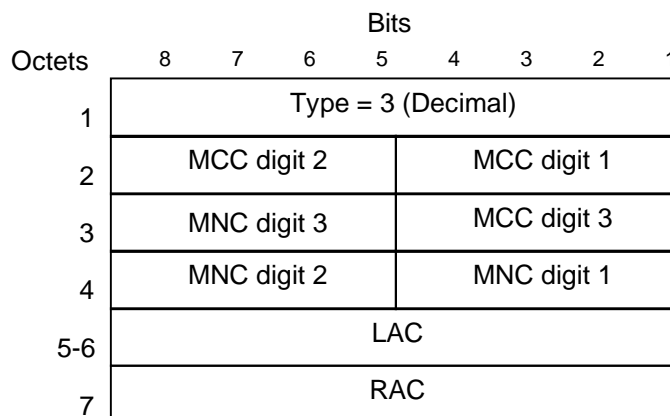 Bits
Octets 8 7 6 5 4 3 2 1
1 Type = 3 (Decimal)
2 MCC digit 2 MCC digit 1
3 MNC digit 3 MCC digit 3
4 MNC digit 2 MNC digit 1
5-6 LAC
7 RAC